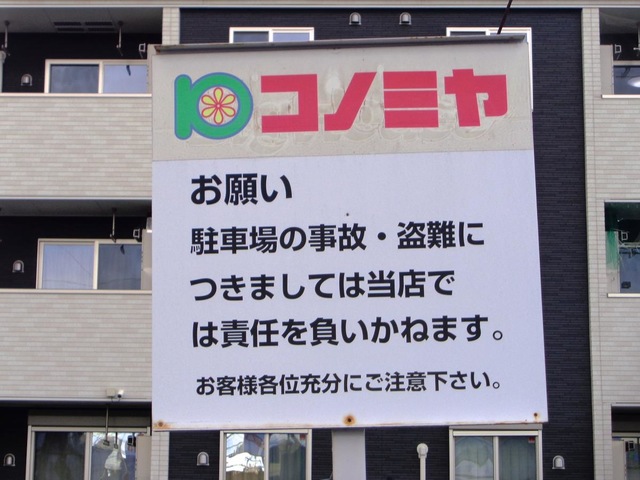 コノミヤ
お願い
駐車場の事故・盗難に
つきましては当店で
は責任を負いかねます。
お客様各位充分にご注意下さい。